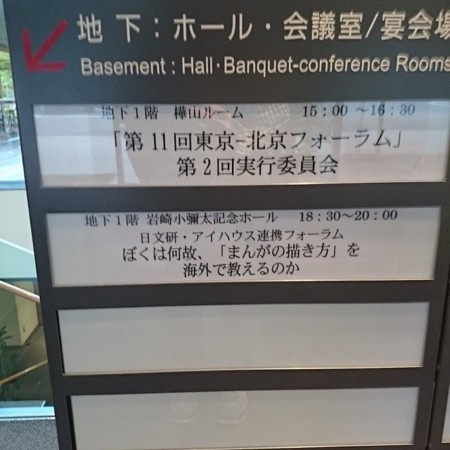 地下：ホール・会議室/宴会場
Basement : Hall·Banquet-conference Rooms
地下1階 樺山ルーム 15：00 ～16：30
「第11回東京-北京フォーラム」
第2回実行委員会
地下1階 岩崎小彌太記念ホール 18：30～20：00
日文研・アイハウス連携フォーラム
ぼくは何故、「まんがの描き方」を
海外で教えるのか